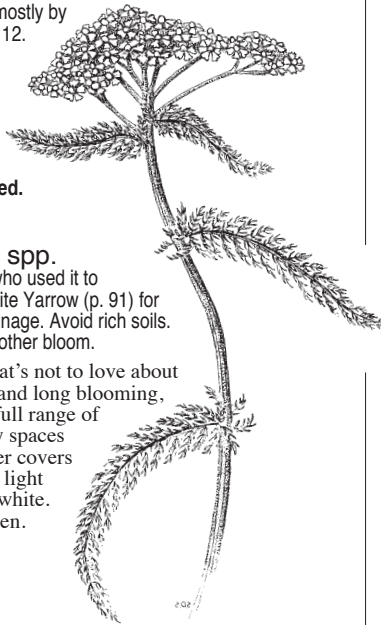 mostly by
12.
ed.
spp.
who used it to
ite Yarrow (p. 91) for
nage. Avoid rich soils.
other bloom.
at's not to love about
and long blooming,
full range of
y spaces
er covers
light
white.
en.